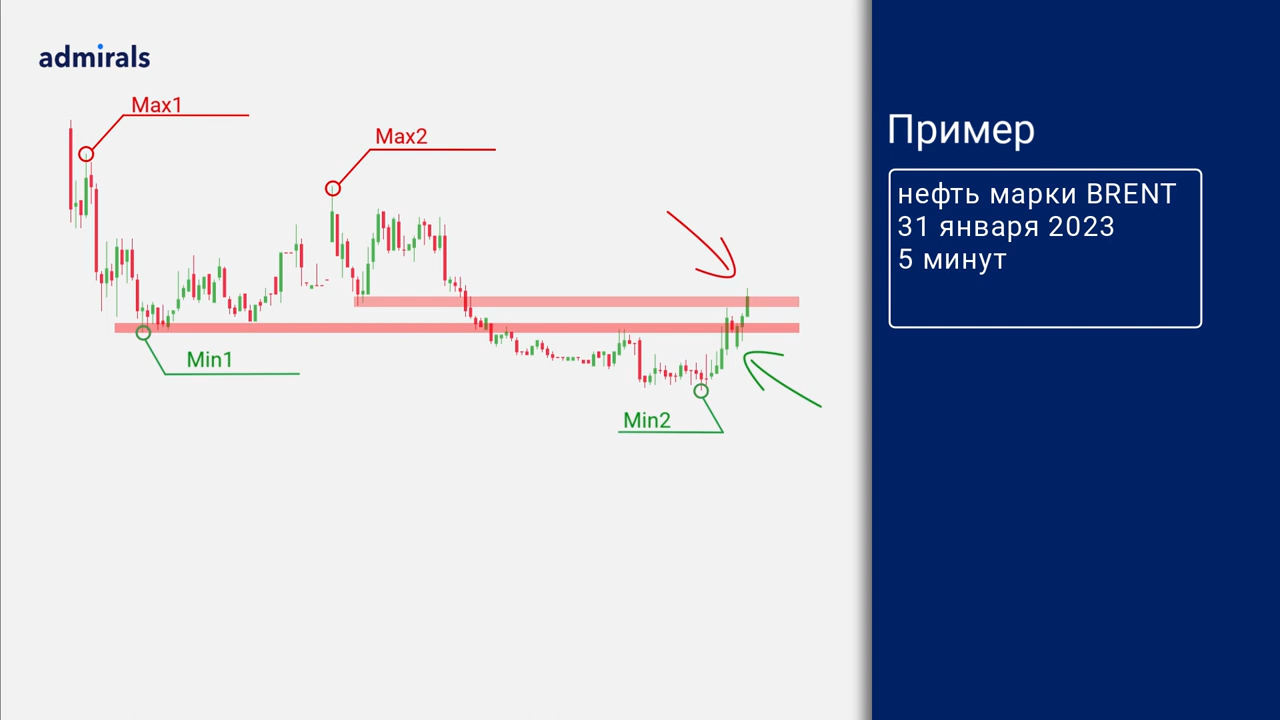 admirals
Max1
Max2
Min1
Min2
Пример
нефть марки BRENT
31 января 2023
5 минут